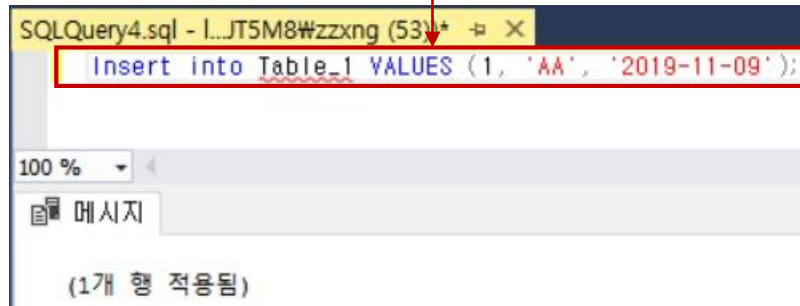 SQLQuery4.sql - l...JT5M8₩zzxng (53))*
Insert into Table_1 VALUES (1, 'AA', '2019-11-09');
100 %
메시지
(1개 행 적용됨)